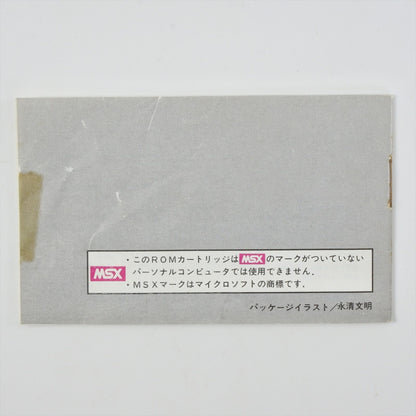 MSX
・このROMカートリッジはMSXのマークがついていない
パーソナルコンピュータでは使用できません。
・MSXマークはマイクロソフトの商標です。
パッケージイラスト／永清文明